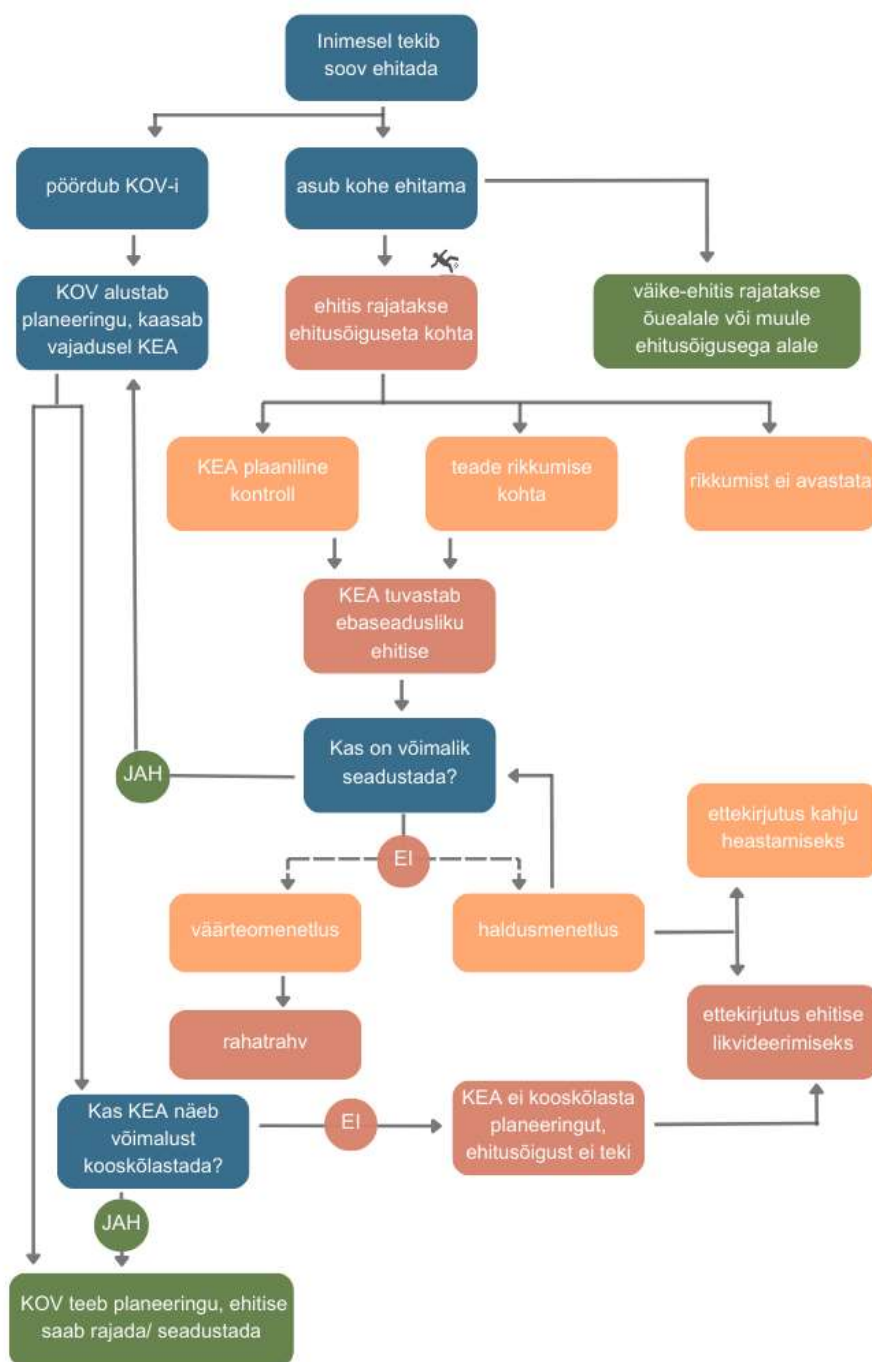 Inimesel tekib
soov ehitada
pöördub KOV-i
asub kohe ehitama
KOV alustab
planeeringu, kaasab
vajadusel KEA
ehitis rajatakse
ehitusõiguseta kohta
väike-ehitis rajatakse
õuealale või muule
ehitusõigusega alale
KEA plaaniline
kontroll
teade rikkumise
kohta
rikkumist ei avastata
KEA tuvastab
ebaseadusliku
ehitise
Kas on võimalik
seadustada?
JAH
EI
ettekirjutus kahju
heastamiseks
väärteomenetlus
haldusmenetlus
rahatrahv
ettekirjutus ehitise
likvideerimiseks
Kas KEA näeb
võimalust
kooskõlastada?
EI
KEA ei kooskõlasta
planeeringut,
ehitusõigust ei teki
JAH
KOV teeb planeeringu, ehitise
saab rajada/ seadustada